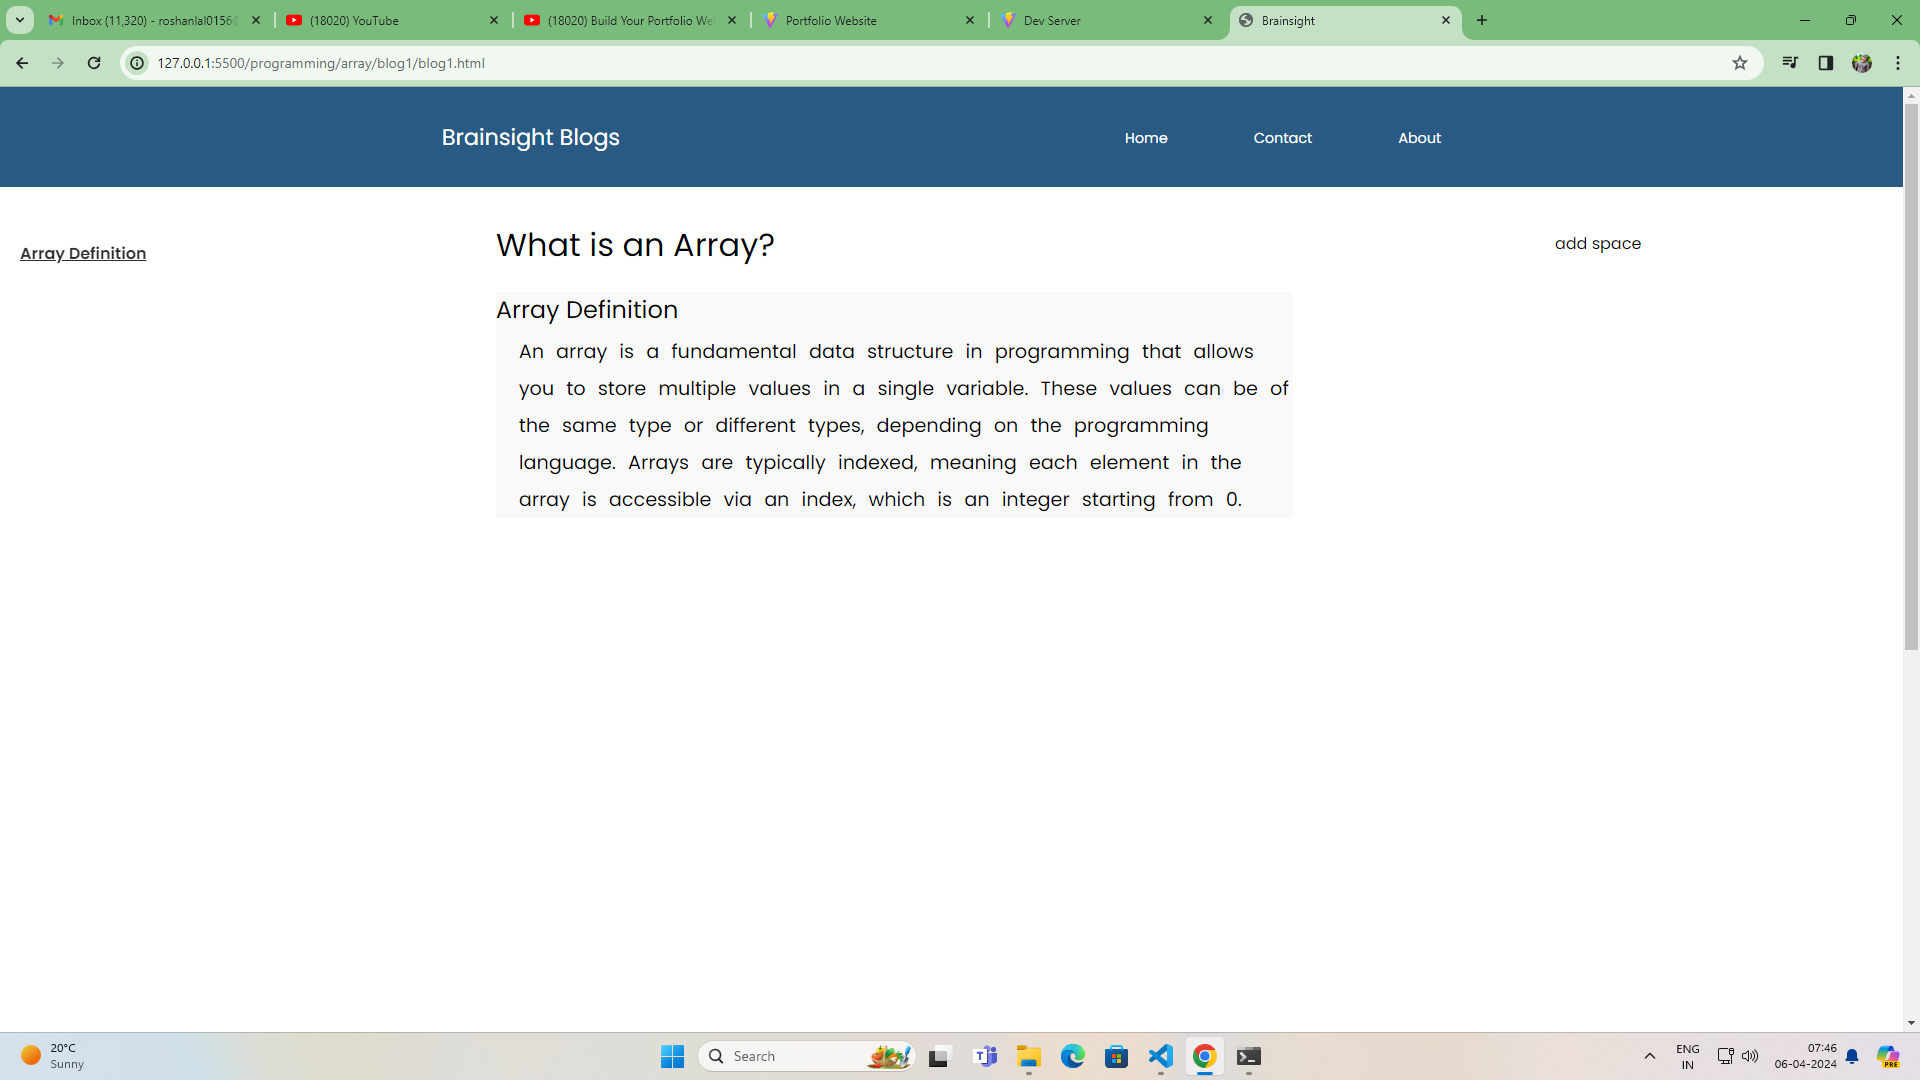 Inbox (11,320) - roshanlal0156@
(18020) YouTube
(18020) Build Your Portfolio We
Portfolio Website
Dev Server
Brainsight
127.0.0.1:5500/programming/array/blog1/blog1.html
Brainsight Blogs
Home
Contact
About
Array Definition
What is an Array?
add space
Array Definition
An array is a fundamental data structure in programming that allows
you to store multiple values in a single variable. These values can be of
the same type or different types, depending on the programming
language. Arrays are typically indexed, meaning each element in the
array is accessible via an index, which is an integer starting from 0.
20°C
Sunny
Search
ENG
IN
07:46
06-04-2024
PRE